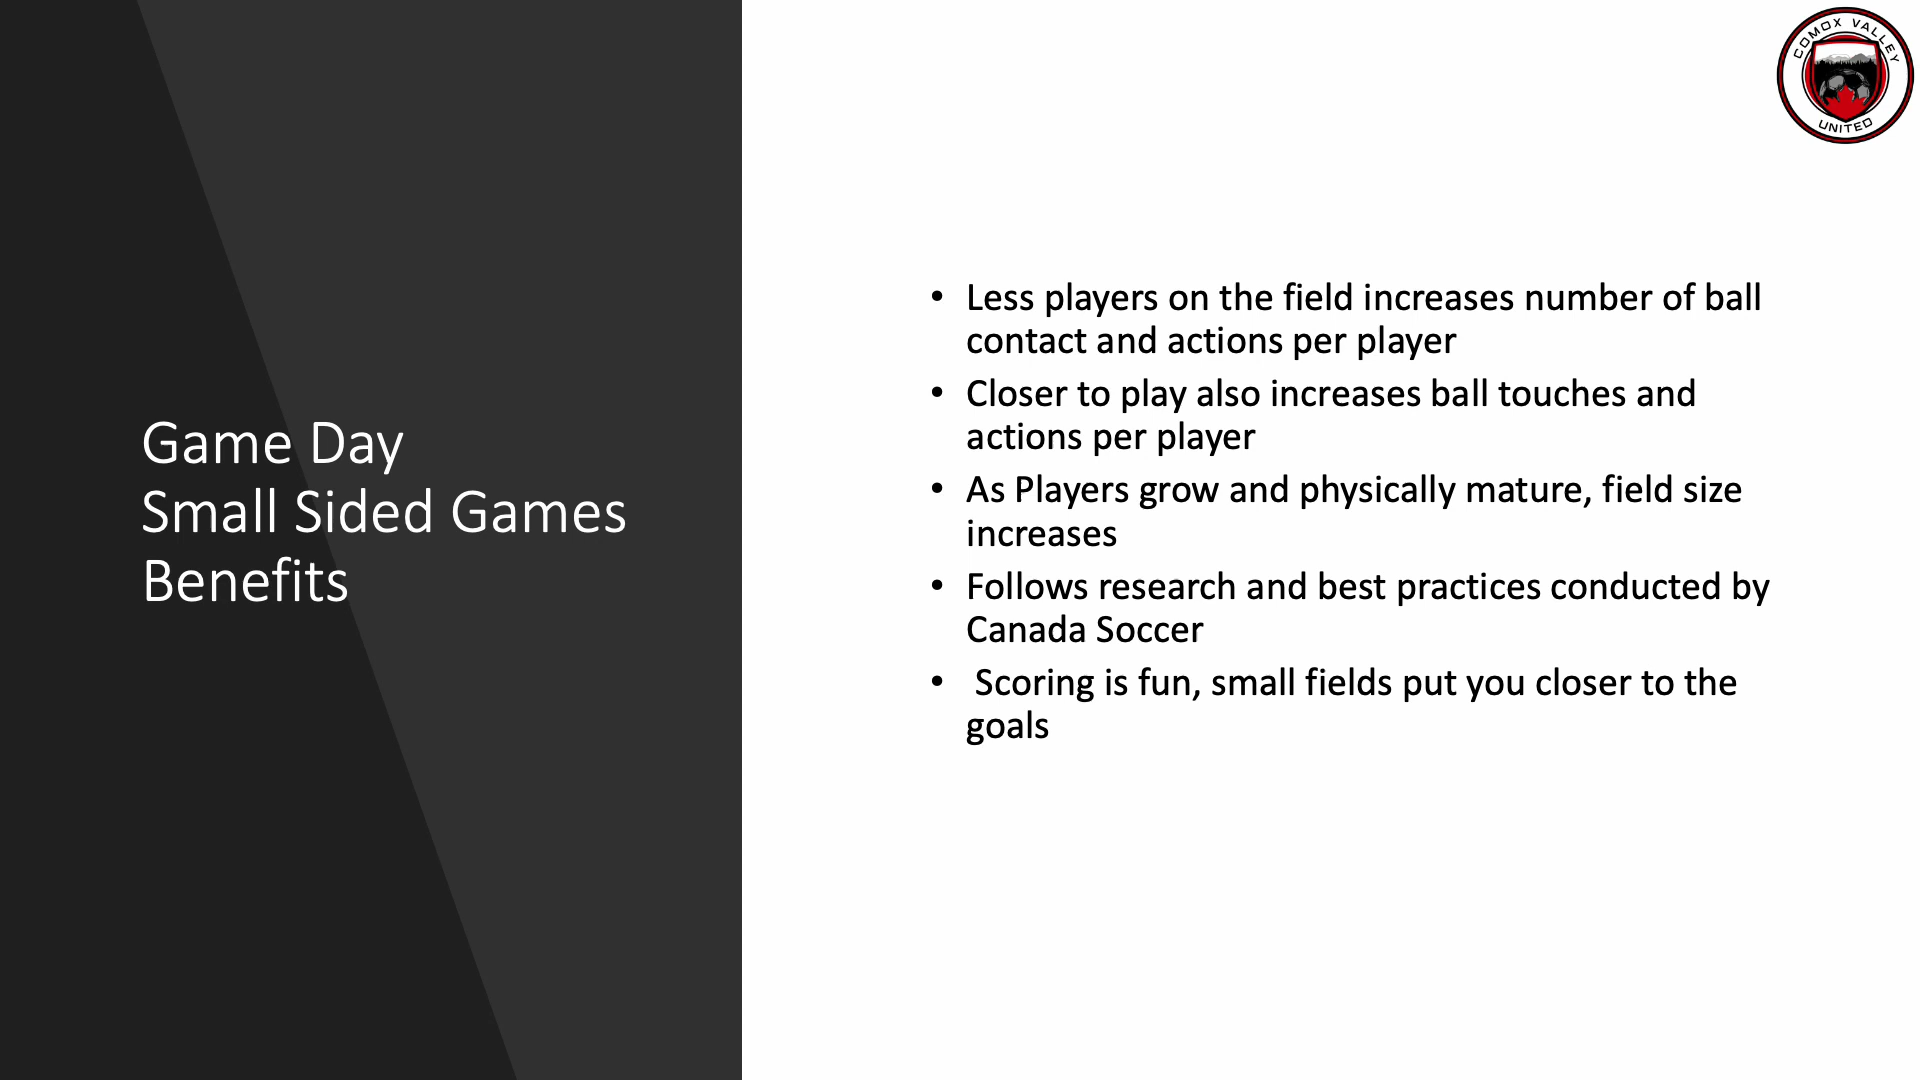 COMOX VALLEY
UNITED
Game Day
Small Sided Games
Benefits
• Less players on the field increases number of ball
contact and actions per player
• Closer to play also increases ball touches and
actions per player
• As Players grow and physically mature, field size
increases
• Follows research and best practices conducted by
Canada Soccer
• Scoring is fun, small fields put you closer to the
goals